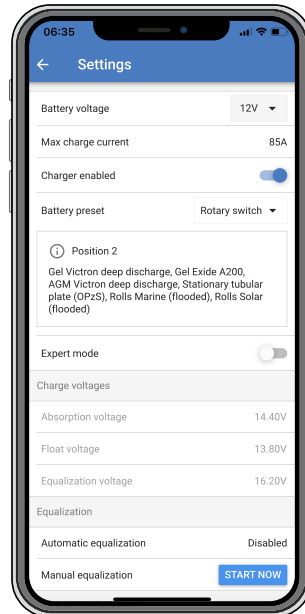 06:35
Settings
Battery voltage 12V
Max charge current 85A
Charger enabled
Battery preset Rotary switch
Position 2
Gel Victron deep discharge, Gel Exide A200,
AGM Victron deep discharge, Stationary tubular
plate (OPzS), Rolls Marine (flooded), Rolls Solar
(flooded)
Expert mode
Charge voltages
Absorption voltage 14.40V
Float voltage 13.80V
Equalization voltage 16.20V
Equalization
Automatic equalization Disabled
Manual equalization START NOW